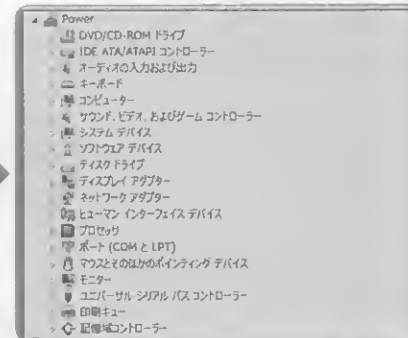 Power
DVD/CD-ROM ドライブ
IDE ATA/ATAPI コントローラー
オーディオの入力および出力
キーボード
コンピューター
サウンド、ビデオ、およびゲーム コントローラー
システム デバイス
ソフトウェア デバイス
ディスク ドライブ
ディスプレイ アダプター
ネットワーク アダプター
ヒューマン インターフェイス デバイス
プロセッサ
ポート (COM と LPT)
マウスとそのほかのポインティング デバイス
モニター
ユニバーサル シリアル バス コントローラー
印刷キュー
記憶域コントローラー